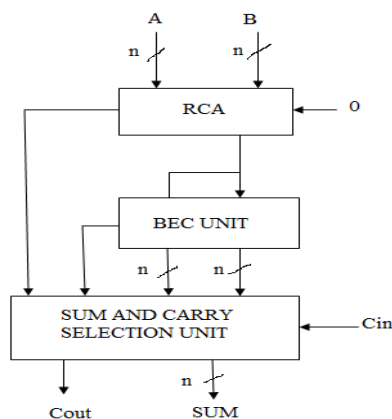 A B
n n
RCA
0
BEC UNIT
n n
SUM AND CARRY
SELECTION UNIT
Cin
n
Cout SUM